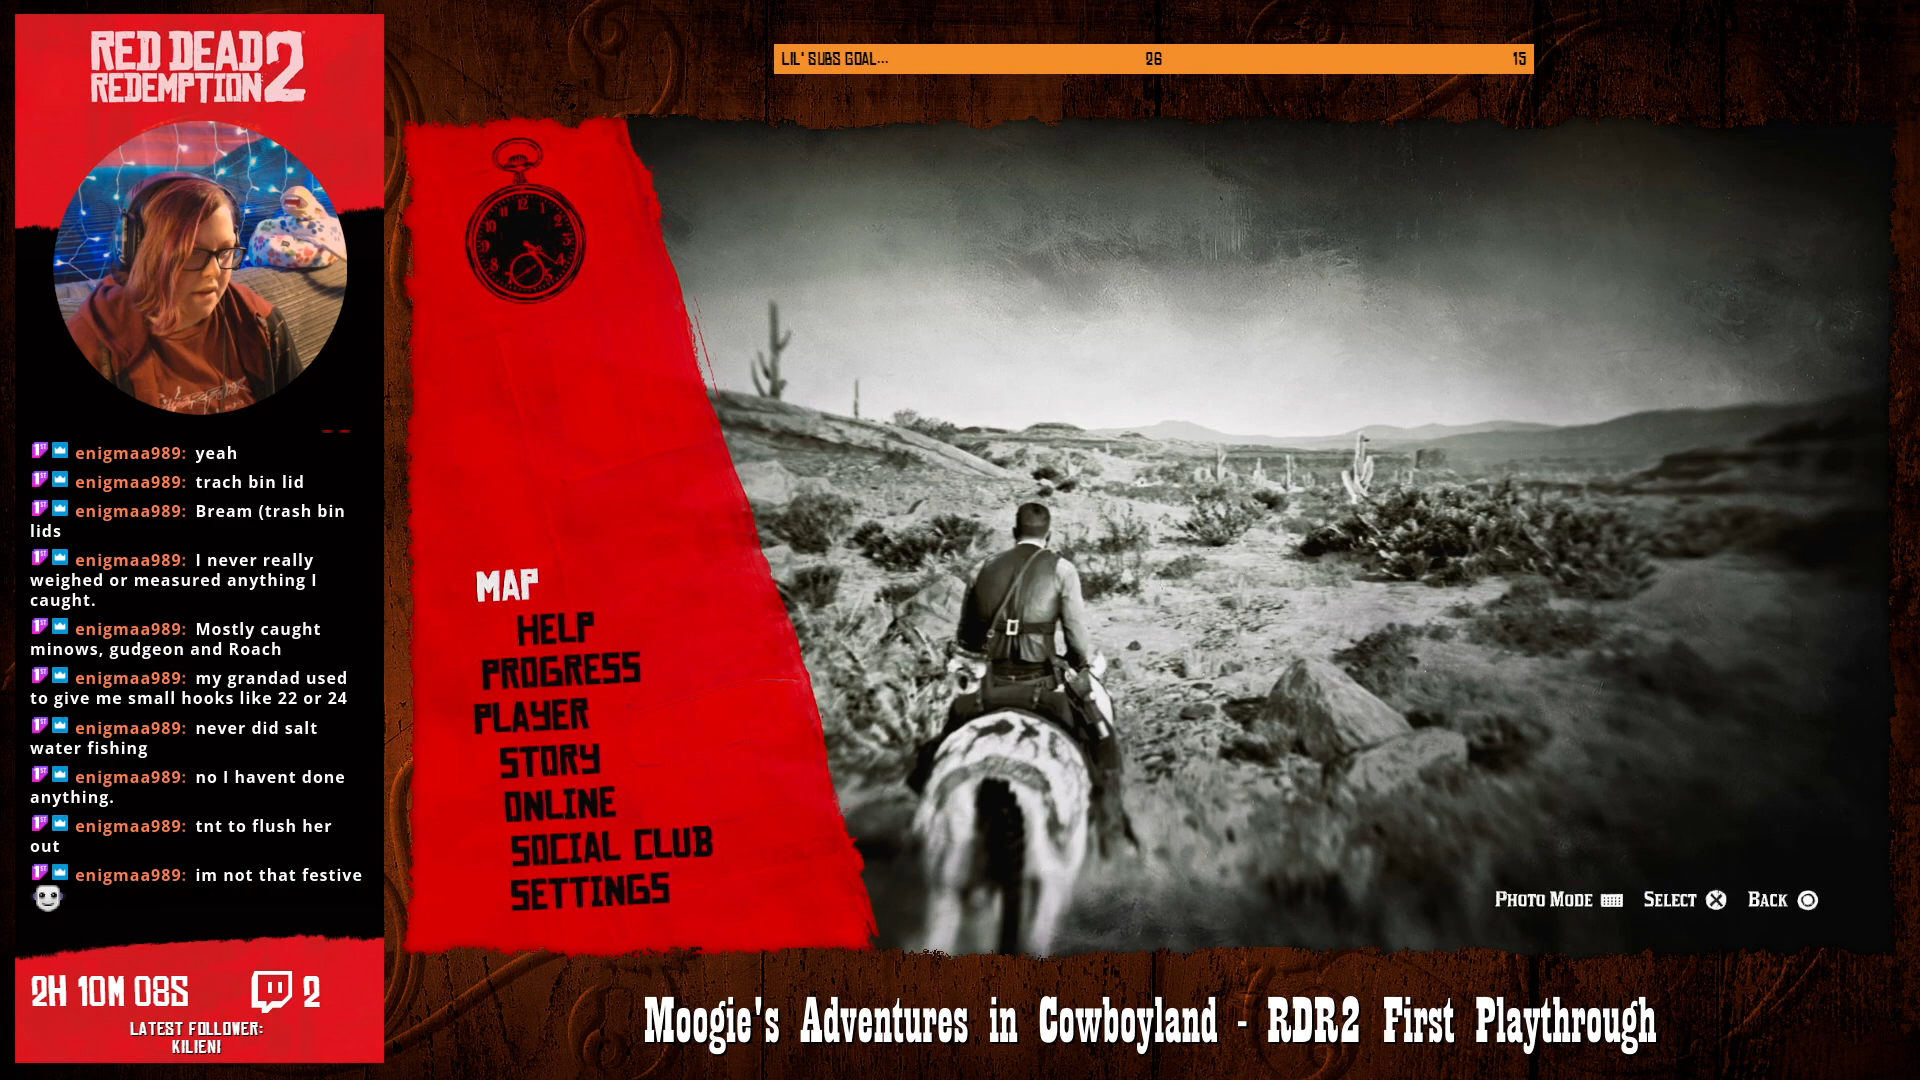 RED DEAD
REDEMPTION 2
LIL' SUBS GOAL... 26 15
enigmaa989: yeah
enigmaa989: trach bin lid
enigmaa989: Bream (trash bin
lids
enigmaa989: I never really
weighed or measured anything I
caught.
enigmaa989: Mostly caught
minows, gudgeon and Roach
enigmaa989: my grandad used
to give me small hooks like 22 or 24
enigmaa989: never did salt
water fishing
enigmaa989: no I havent done
anything.
enigmaa989: tnt to flush her
out
enigmaa989: im not that festive
2H 10M 08S 2
LATEST FOLLOWER:
KILIENI
MAP
HELP
PROGRESS
PLAYER
STORY
ONLINE
SOCIAL CLUB
SETTINGS
PHOTO MODE SELECT BACK
Moogie's Adventures in Cowboyland - RDR2 First Playthrough